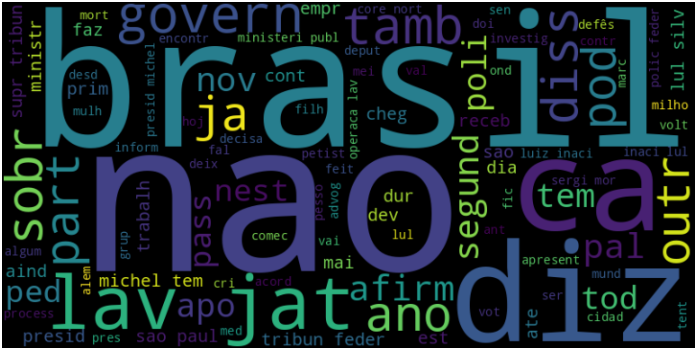 mort
faz
govern
empr
tamb
core nort
sen
doi
investig
defês
contr
polic feder
lul silv
supr tribun
ministr
desd
prim
mulh
presid michel
encontr
ministeri publ
deput
mei
val
ond
marc
milho
volt
brasil
nov
cont
ja
hoj
inform
decisa
fal
filh
operaca lav
cheg
poli
receb
diss
pod
sao
luiz inaci
inaci lul
sobr
part
nao
deix
petist
feit
segund
dia
ca
tem
sergi mor
outr
trabalh
grup
pass
nest
pesso
advog
dur
dev
lul
comec
vai
mai
fic
ant
pal
algum
aind
ped
process
presid
alem
michel tem
cri
acord
lav jat
apo
afirm
ano
diz
apresent
mund
tod
ser
cidad
ate
vot
tent
pres
sao paul
med
tribun feder
est